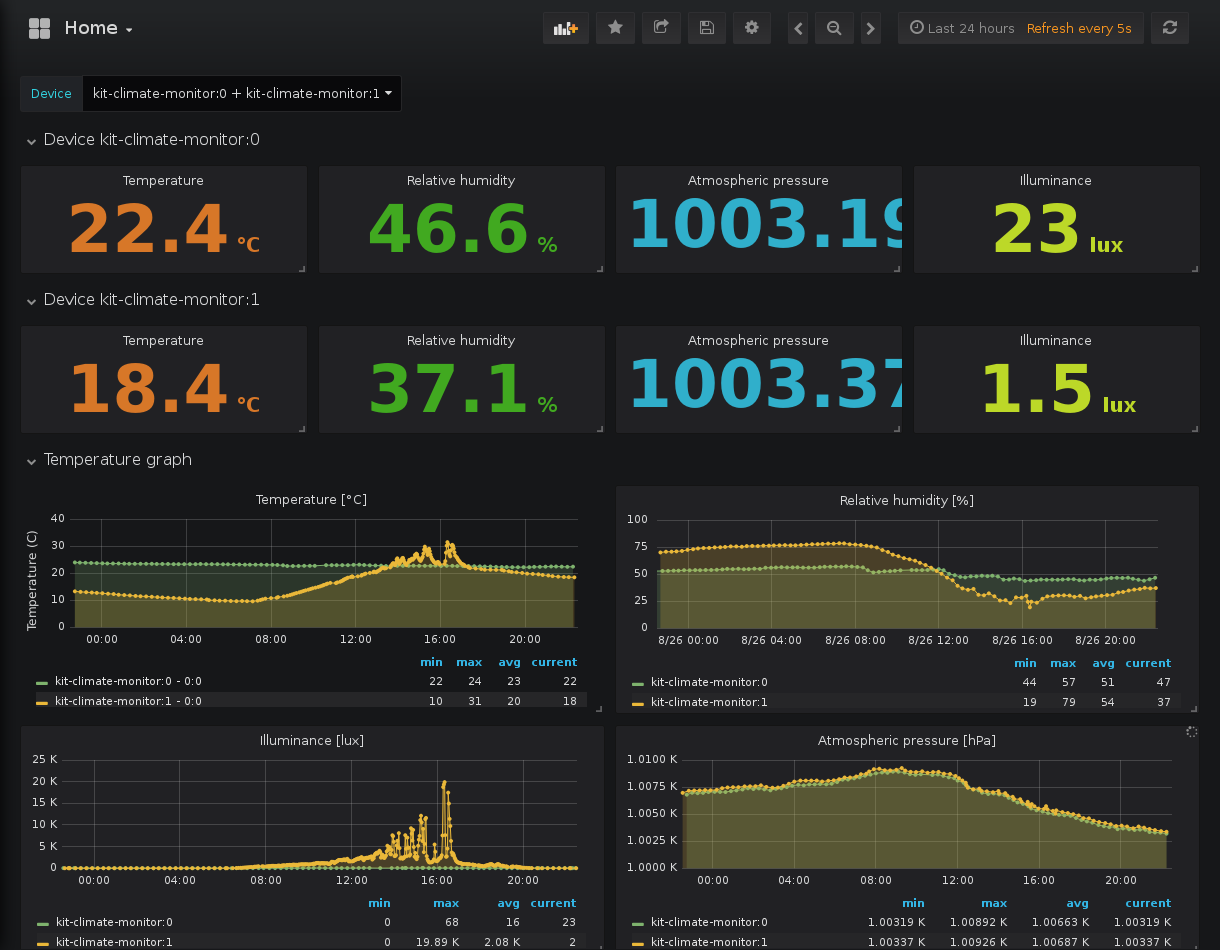 Home
Last 24 hours Refresh every 5s
Device kit-climate-monitor:0 + kit-climate-monitor:1
Device kit-climate-monitor:0
Temperature Relative humidity Atmospheric pressure Illuminance
22.4 °C 46.6 % 1003.19 23 lux
Device kit-climate-monitor:1
Temperature Relative humidity Atmospheric pressure Illuminance
18.4 °C 37.1 % 1003.37 1.5 lux
Temperature graph
Temperature [°C]
Temperature (C)
40
30
20
10
0
00:00 04:00 08:00 12:00 16:00 20:00
min max avg current
kit-climate-monitor:0 - 0:0 22 24 23 22
kit-climate-monitor:1 - 0:0 10 31 20 18
Relative humidity [%]
100
75
50
25
0
8/26 00:00 8/26 04:00 8/26 08:00 8/26 12:00 8/26 16:00 8/26 20:00
min max avg current
kit-climate-monitor:0 44 57 51 47
kit-climate-monitor:1 19 79 54 37
Illuminance [lux]
25 K
20 K
15 K
10 K
5 K
0
00:00 04:00 08:00 12:00 16:00 20:00
min max avg current
kit-climate-monitor:0 0 68 16 23
kit-climate-monitor:1 0 19.89 K 2.08 K 2
Atmospheric pressure [hPa]
1.0100 K
1.0075 K
1.0050 K
1.0025 K
1.0000 K
00:00 04:00 08:00 12:00 16:00 20:00
min max avg current
kit-climate-monitor:0 1.00319 K 1.00892 K 1.00663 K 1.00319 K
kit-climate-monitor:1 1.00337 K 1.00926 K 1.00687 K 1.00337 K